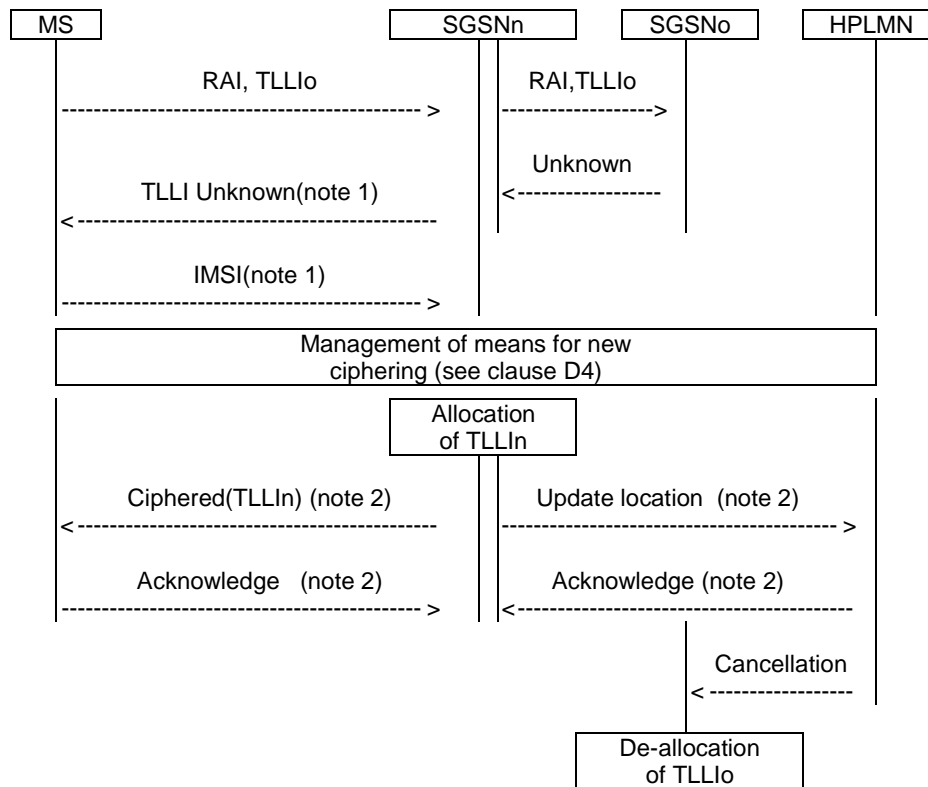 MS SGSNn SGSNo HPLMN
RAI, TLLIo RAI,TLLIo
Unknown
TLLI Unknown(note 1)
IMSI(note 1)
Management of means for new
ciphering (see clause D4)
Allocation
of TLLIn
Ciphered(TLLIn) (note 2) Update location (note 2)
Acknowledge (note 2) Acknowledge (note 2)
Cancellation
De-allocation
of TLLIo